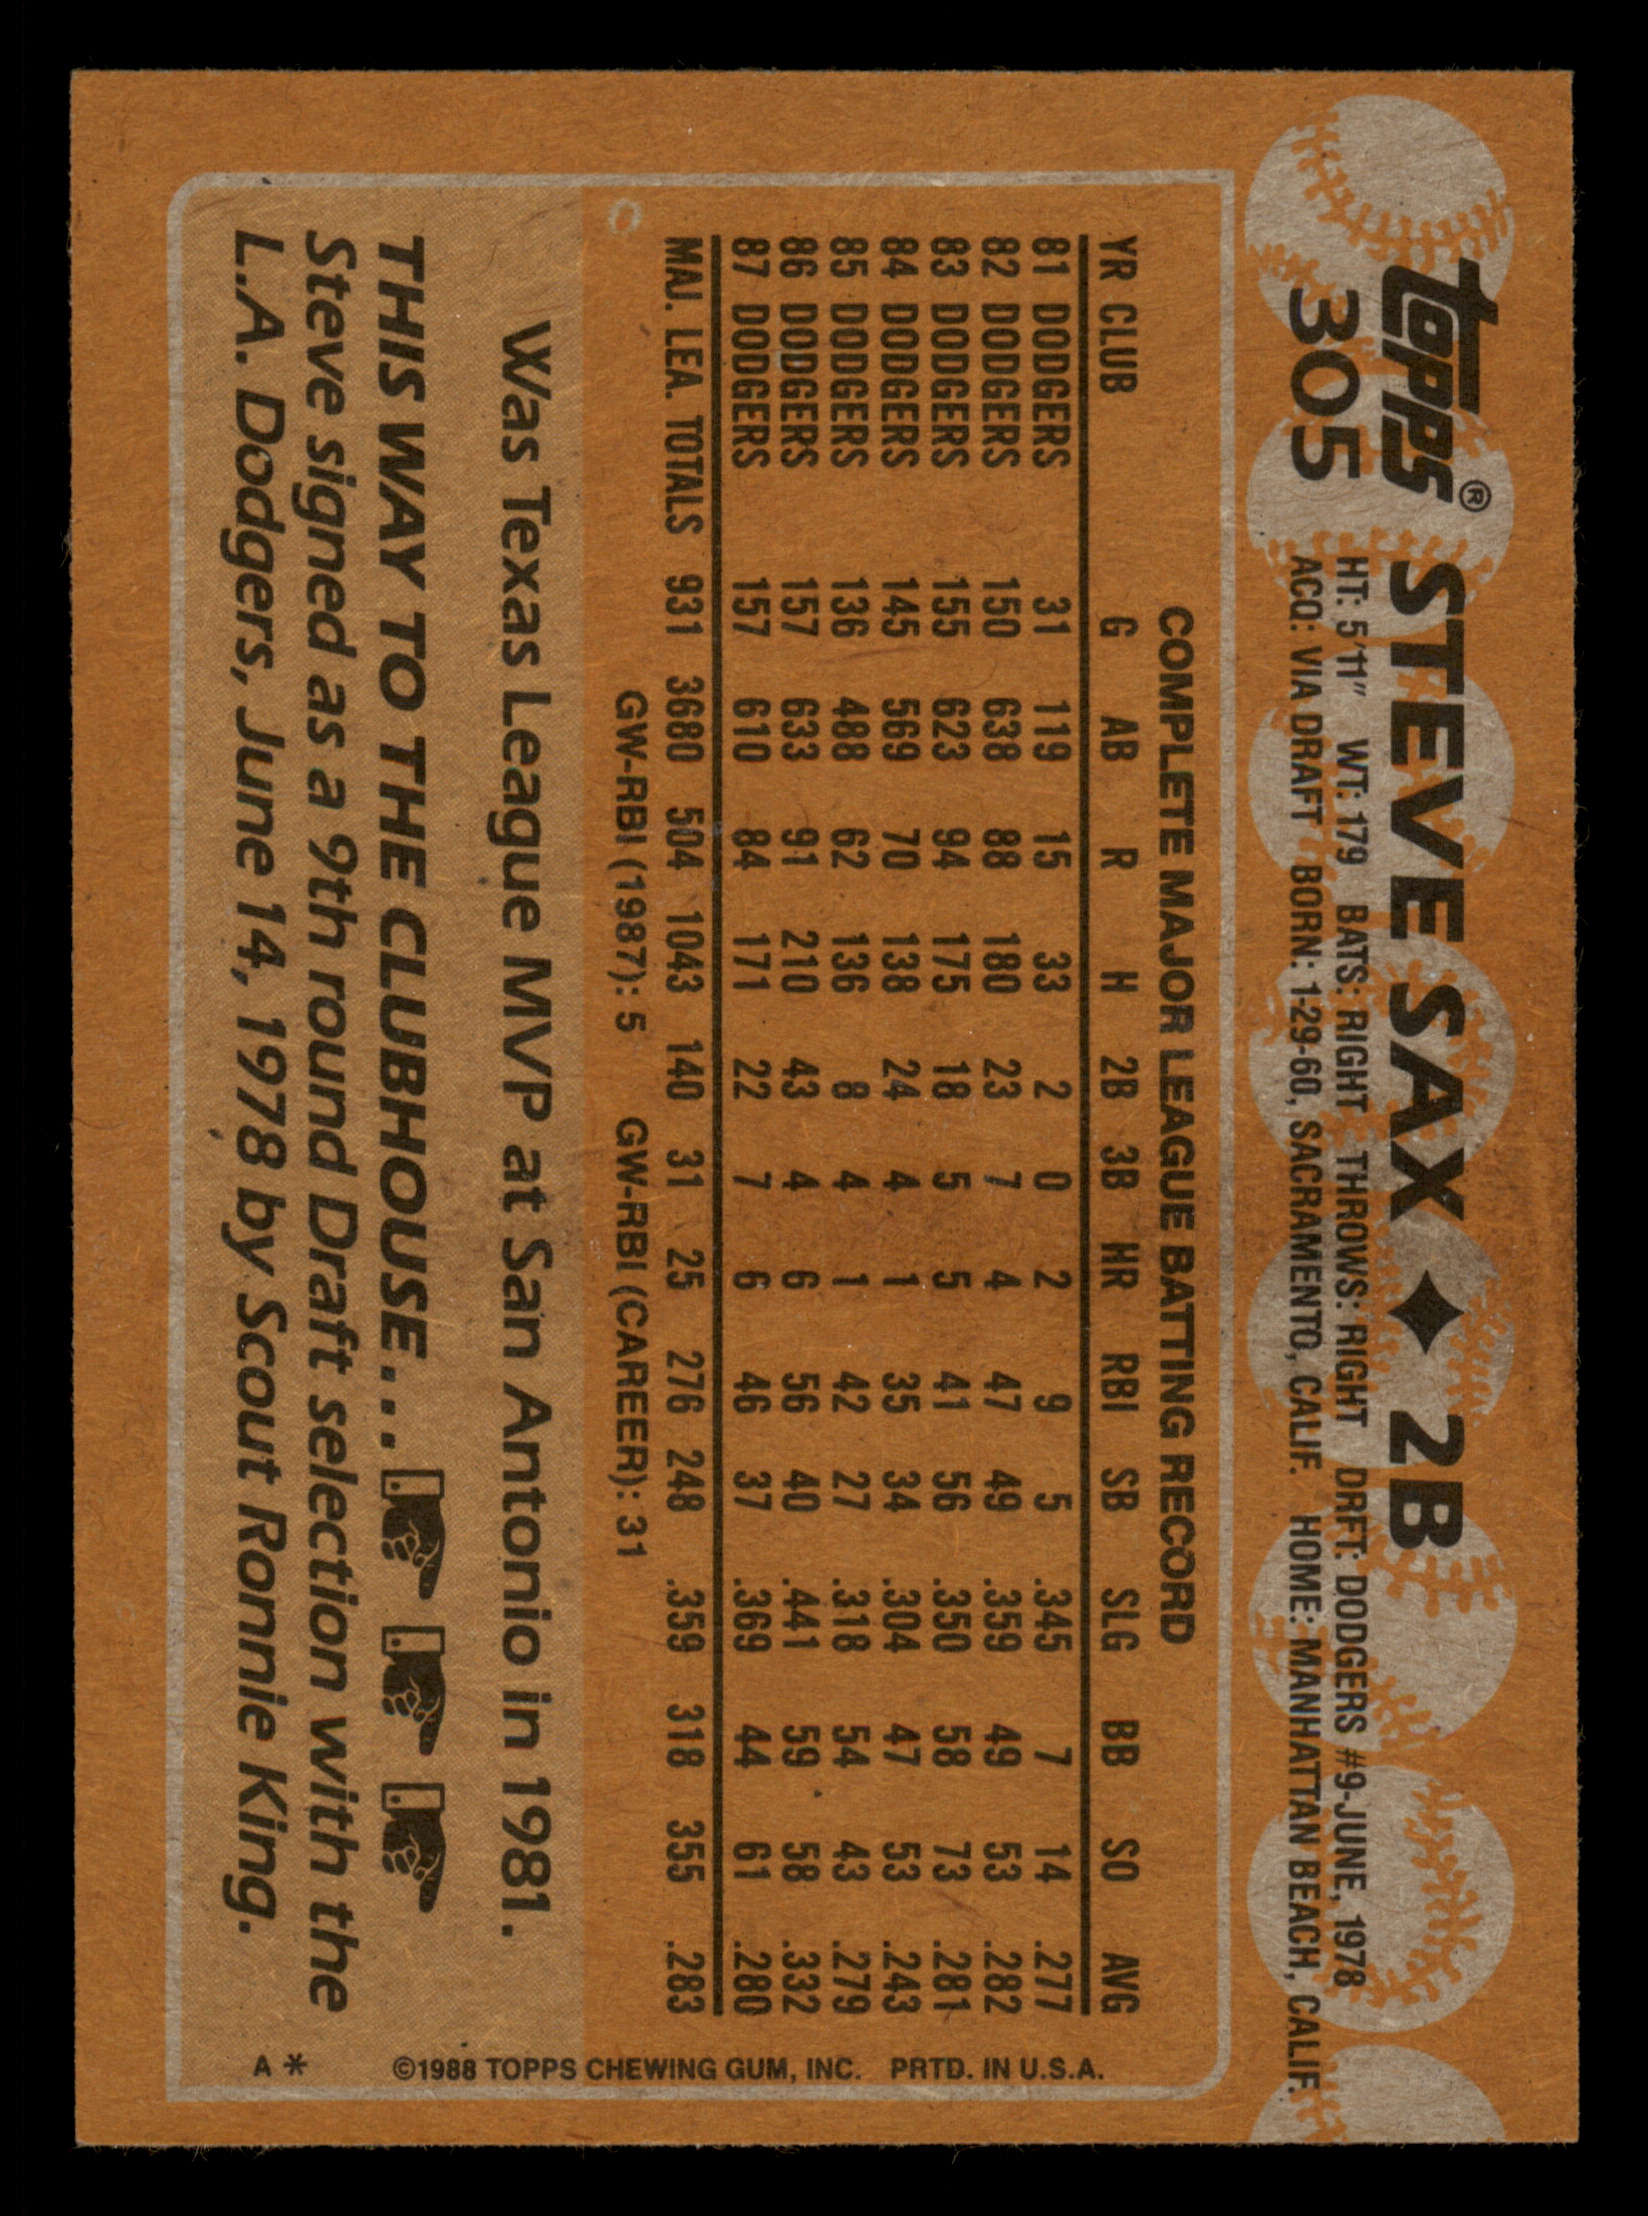 Topps® STEVE SAX ♦ 2B
305 HT: 5'11" WT: 179 BATS: RIGHT THROWS: RIGHT DRFT: DODGERS #9-JUNE, 1978
ACQ: VIA DRAFT BORN: 1-29-60, SACRAMENTO, CALIF. HOME: MANHATTAN BEACH, CALIF.
COMPLETE MAJOR LEAGUE BATTING RECORD
YR CLUB G AB R H 2B 3B HR RBI SB SLG BB SO AVG
81 DODGERS 31 119 15 33 2 0 2 9 5 .345 7 14 .277
82 DODGERS 150 638 88 180 23 7 4 47 49 .359 49 53 .282
83 DODGERS 155 623 94 175 18 5 5 41 56 .350 58 73 .281
84 DODGERS 145 569 70 138 24 4 1 35 34 .304 47 53 .243
85 DODGERS 136 488 62 136 8 4 1 42 27 .318 54 43 .279
86 DODGERS 157 633 91 210 43 4 6 56 40 .441 59 58 .332
87 DODGERS 157 610 84 171 22 7 6 46 37 .369 44 61 .280
MAJ. LEA. TOTALS 931 3680 504 1043 140 31 25 276 248 .359 318 355 .283
GW-RBI (1987): 5 GW-RBI (CAREER): 31
Was Texas League MVP at San Antonio in 1981.
THIS WAY TO THE CLUBHOUSE...
Steve signed as a 9th round Draft selection with the
L.A. Dodgers, June 14, 1978 by Scout Ronnie King.
©1988 TOPPS CHEWING GUM, INC. PRTD. IN U.S.A.
A *